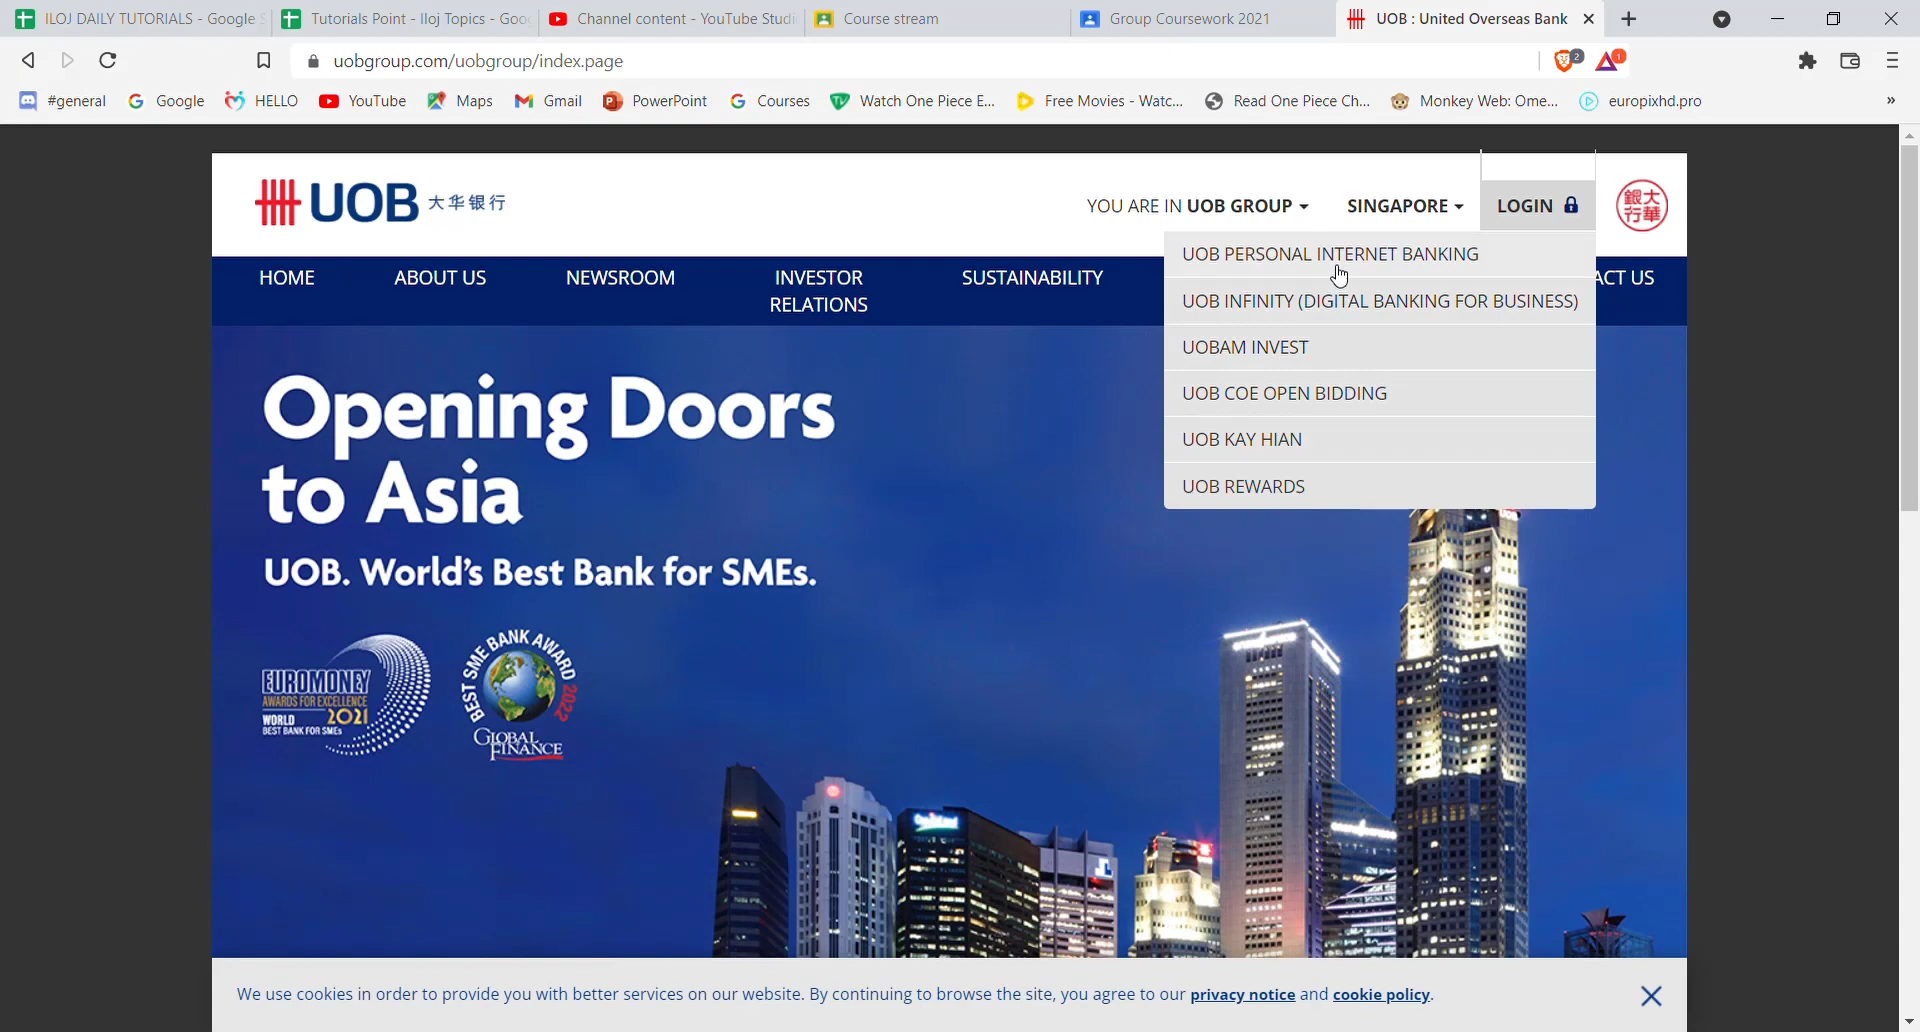 ILOJ DAILY TUTORIALS - Google S
Tutorials Point - Iloj Topics - Goo
Channel content - YouTube Studi
Course stream
Group Coursework 2021
UOB : United Overseas Bank
uobgroup.com/uobgroup/index.page
2
1
#general
Google
HELLO
YouTube
Maps
Gmail
PowerPoint
Courses
Watch One Piece E...
Free Movies - Watc...
Read One Piece Ch...
Monkey Web: Ome...
europixhd.pro
»
UOB 大华银行
YOU ARE IN UOB GROUP
SINGAPORE
LOGIN
銀大
行華
HOME
ABOUT US
NEWSROOM
INVESTOR
RELATIONS
SUSTAINABILITY
ACT US
UOB PERSONAL INTERNET BANKING
UOB INFINITY (DIGITAL BANKING FOR BUSINESS)
UOBAM INVEST
UOB COE OPEN BIDDING
UOB KAY HIAN
UOB REWARDS
Opening Doors
to Asia
UOB. World's Best Bank for SMEs.
EUROMONEY
AWARDS FOR EXCELLENCE
WORLD 2021
BEST BANK FOR SMEs
BEST SME BANK AWARD 2022
GLOBAL
FINANCE
We use cookies in order to provide you with better services on our website. By continuing to browse the site, you agree to our privacy notice and cookie policy.